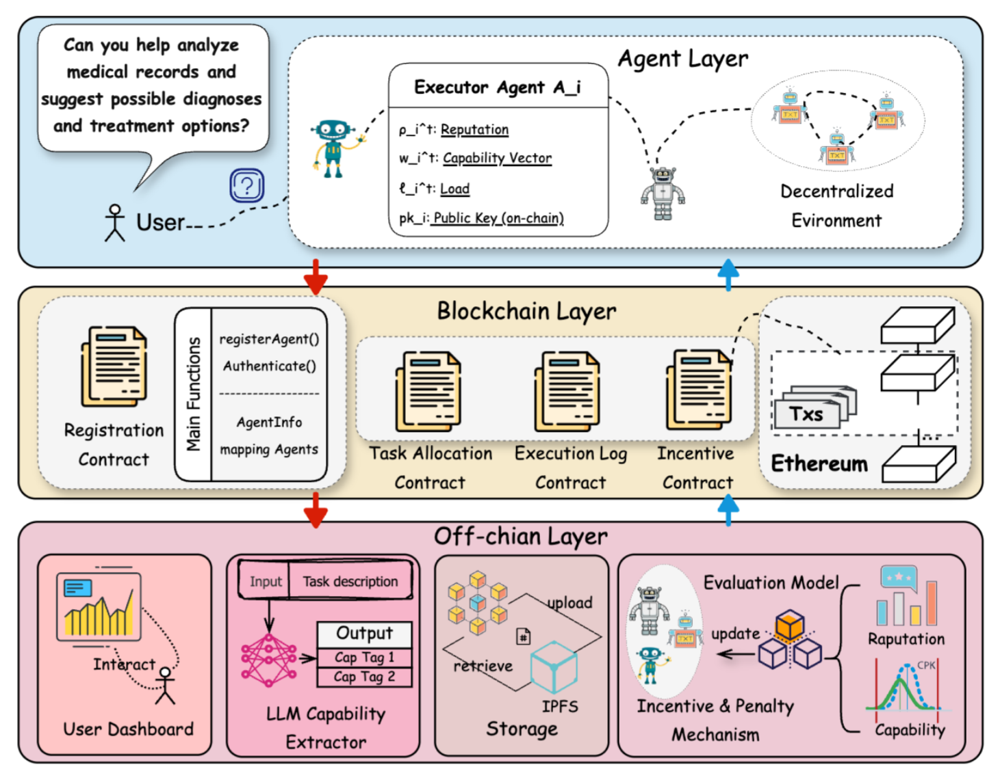 Can you help analyze
medical records and
suggest possible diagnoses
and treatment options?
?
User
Agent Layer
Executor Agent A_i
ρ_i^t: Reputation
w_i^t: Capability Vector
ℓ_i^t: Load
pk_i: Public Key (on-chain)
TXT
TXT
TXT
Decentralized
Evironment
Blockchain Layer
Registration
Contract
Main Functions
registerAgent()
Authenticate()
AgentInfo
mapping Agents
Task Allocation
Contract
Execution Log
Contract
Incentive
Contract
Txs
...
Ethereum
Off-chian Layer
Interact
User Dashboard
Input
Task description
Output
Cap Tag 1
Cap Tag 2
LLM Capability
Extractor
upload
#
retrieve
IPFS
Storage
TXT
Evaluation Model
update
Incentive & Penalty
Mechanism
Raputation
CPK
Capability